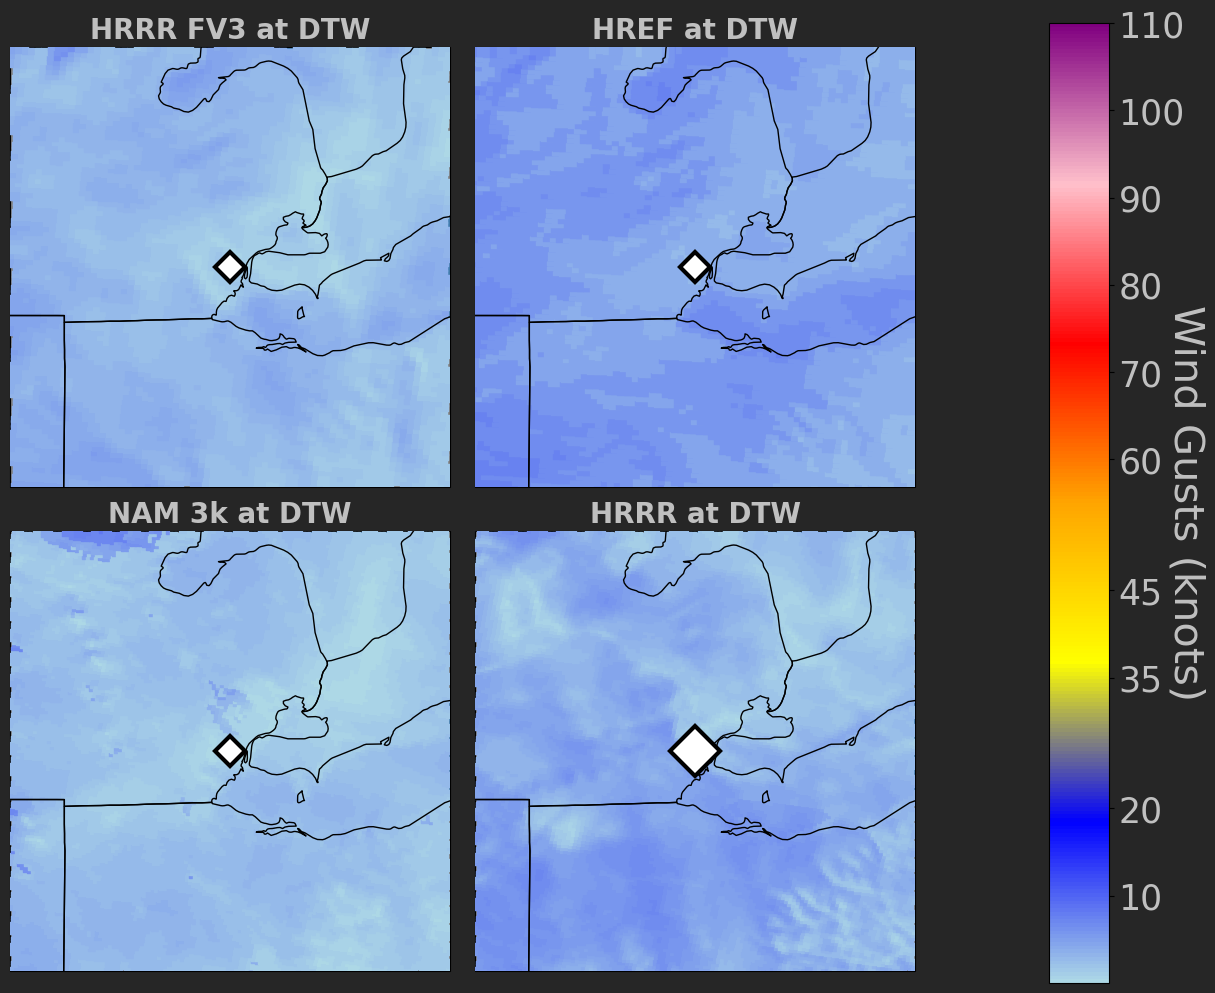 HRRR FV3 at DTW
HREF at DTW
NAM 3k at DTW
HRRR at DTW
110
100
90
80
70
60
45
35
20
10
Wind Gusts (knots)